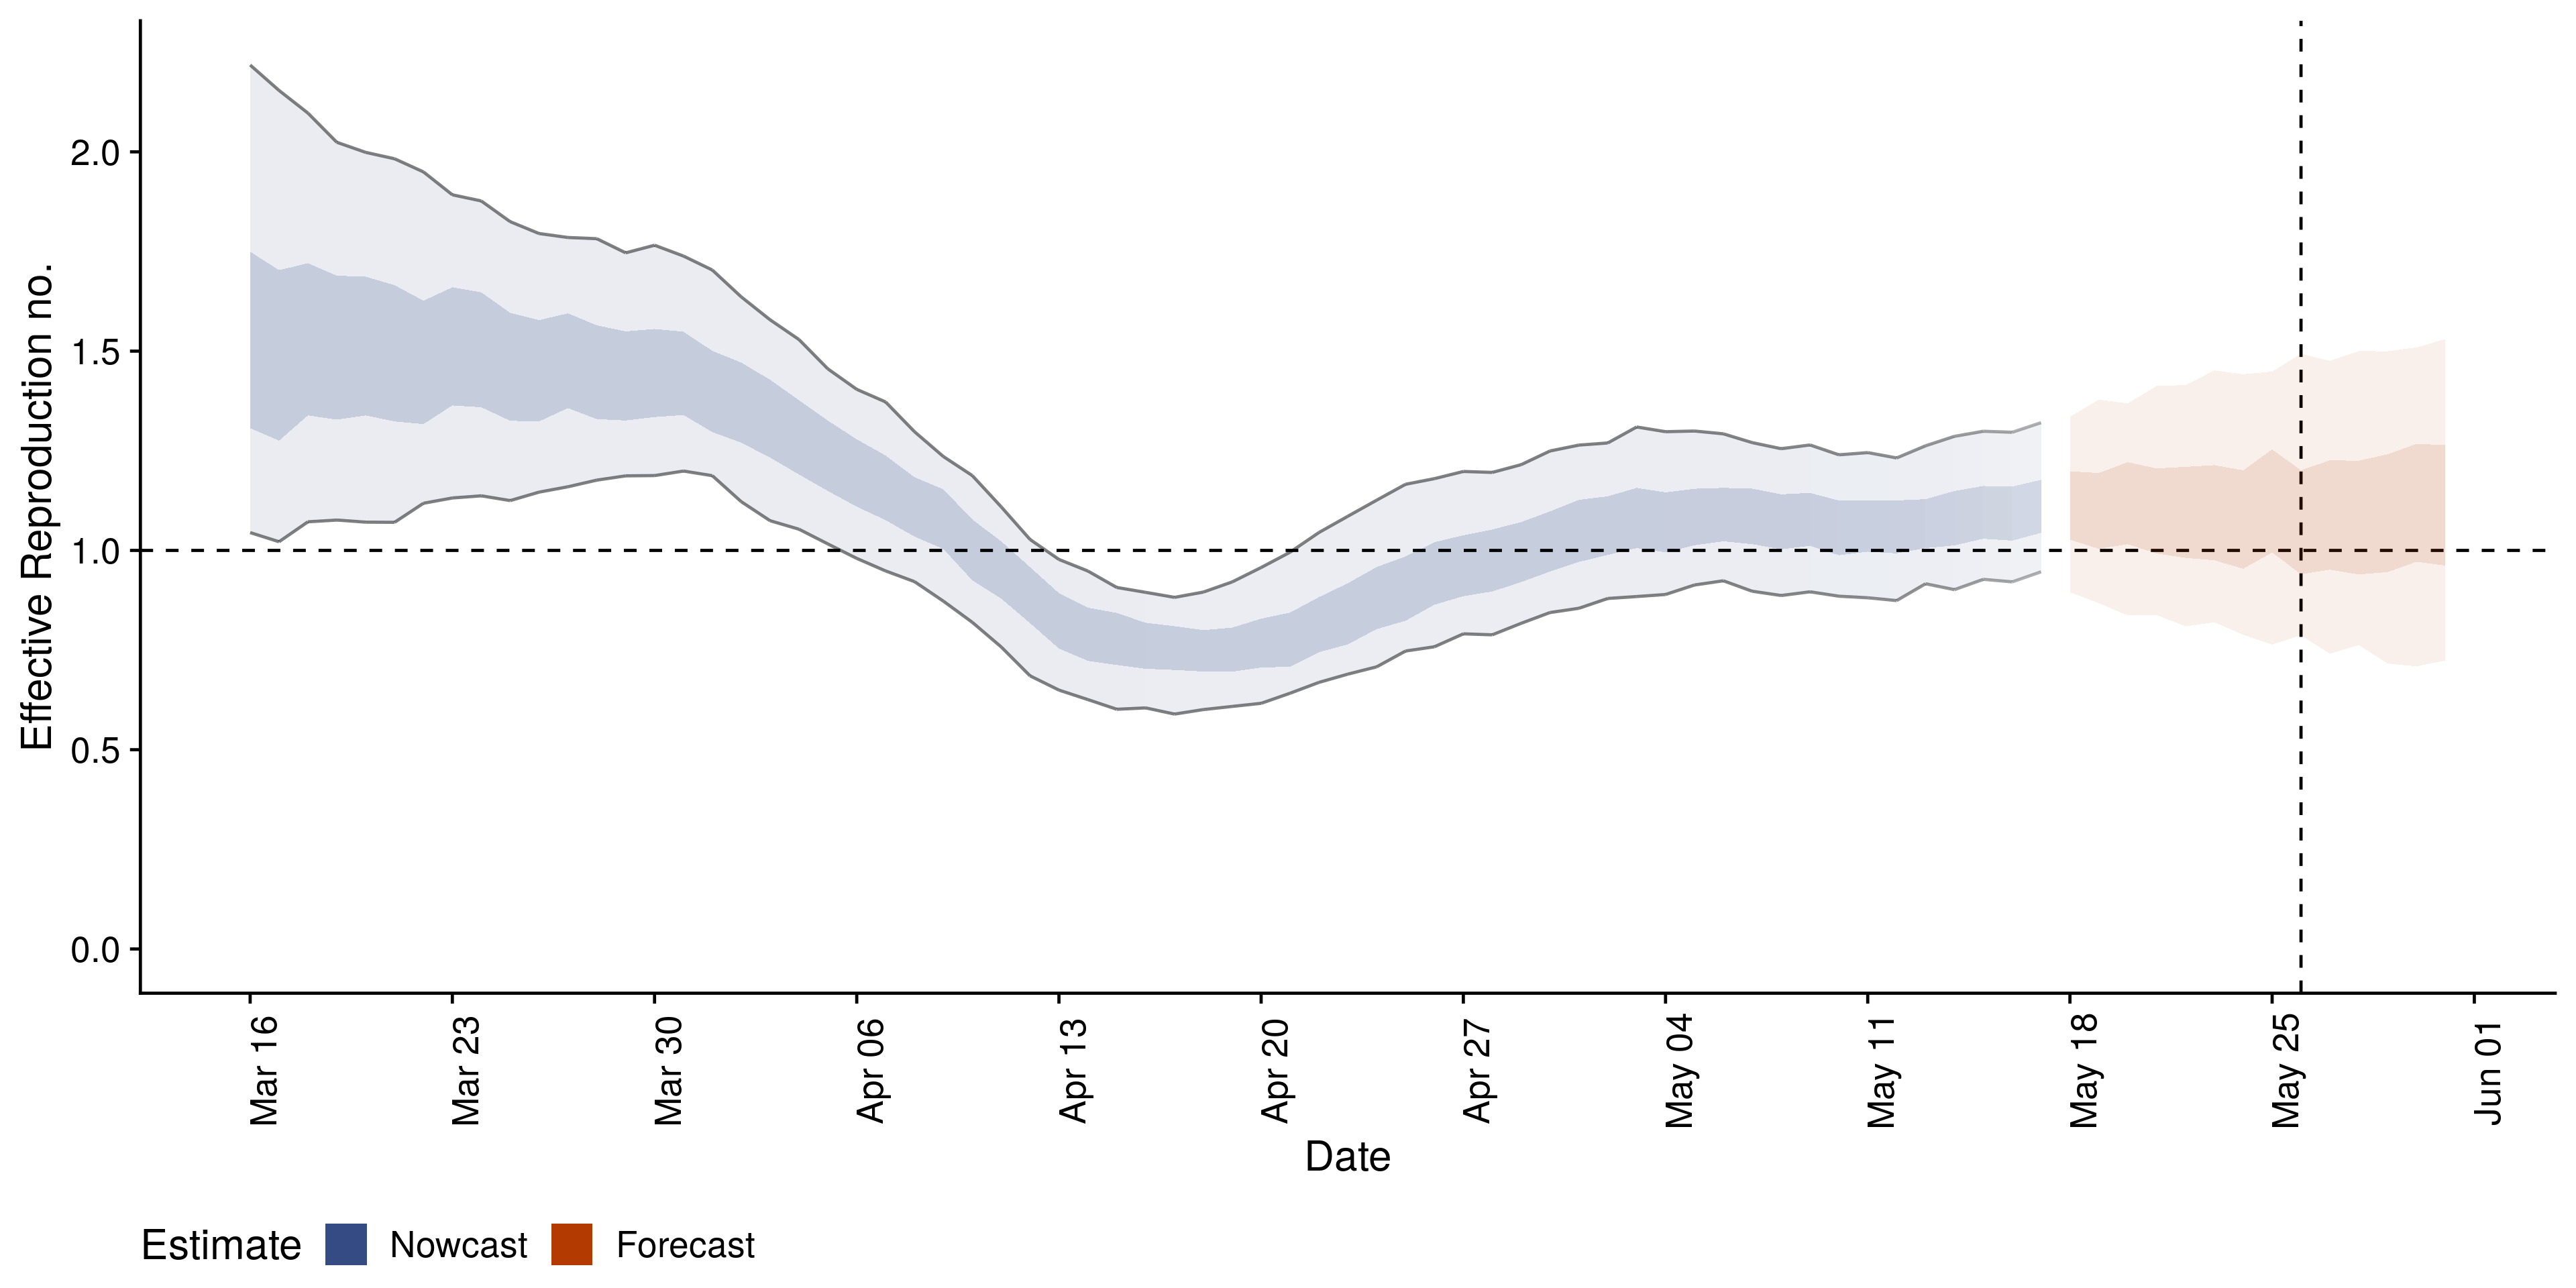 Effective Reproduction no.
2.0
1.5
1.0
0.5
0.0
Mar 16
Mar 23
Mar 30
Apr 06
Apr 13
Apr 20
Apr 27
May 04
May 11
May 18
May 25
Jun 01
Date
Estimate Nowcast Forecast